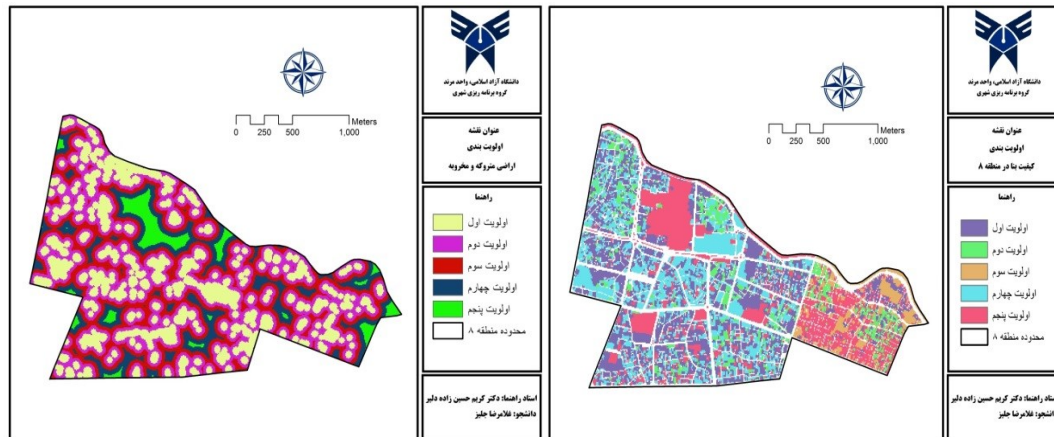 دانشگاه آزاد اسلامی، واحد مرند
گروه برنامه ریزی شهری
عنوان نقشه
اولویت بندی
اراضی متروکه و مخروبه
راهنما
اولویت اول
اولویت دوم
اولویت سوم
اولویت چهارم
اولویت پنجم
محدوده منطقه ۸
استاد راهنما: دکتر کریم حسین زاده دلیر
دانشجو: غلامرضا جلیز
Meters
0 250 500 1,000
دانشگاه آزاد اسلامی، واحد مرند
گروه برنامه ریزی شهری
عنوان نقشه
اولویت بندی
کیفیت بنا در منطقه ۸
راهنما
اولویت اول
اولویت دوم
اولویت سوم
اولویت چهارم
اولویت پنجم
محدوده منطقه ۸
استاد راهنما: دکتر کریم حسین زاده دلیر
دانشجو: غلامرضا جلیز
Meters
0 250 500 1,000